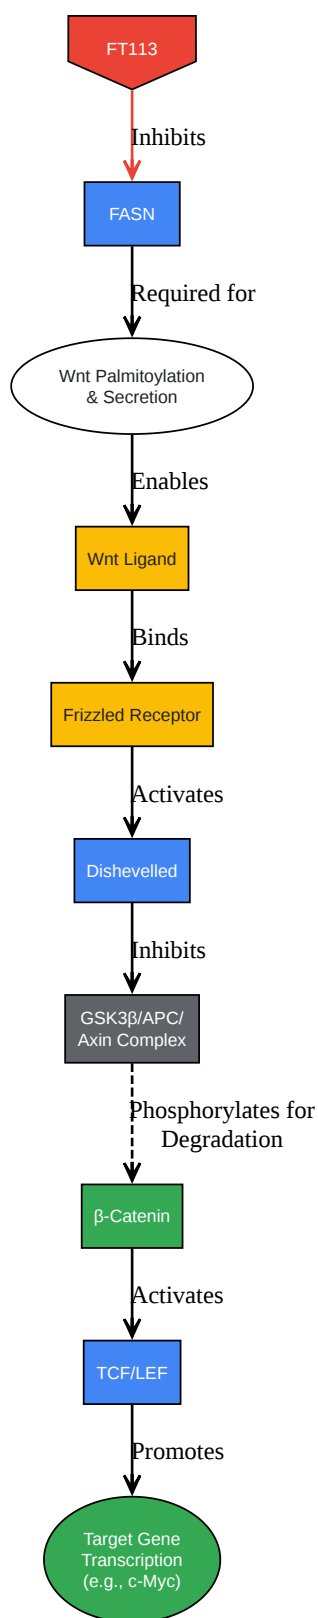 FT113
Inhibits
FASN
Required for
Wnt Palmitoylation
& Secretion
Enables
Wnt Ligand
Binds
Frizzled Receptor
Activates
Dishevelled
Inhibits
GSK3β/APC/
Axin Complex
Phosphorylates for
Degradation
β-Catenin
Activates
TCF/LEF
Promotes
Target Gene
Transcription
(e.g., c-Myc)